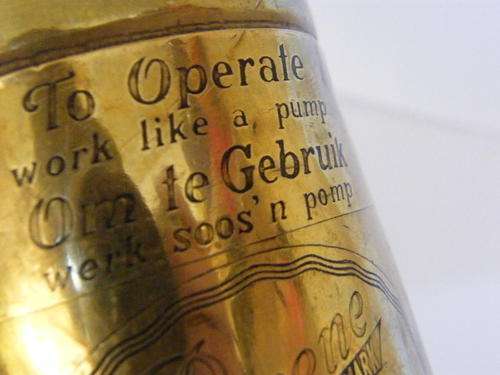 To Operate
work like a pump
Om te Gebruik
werk soos'n pomp